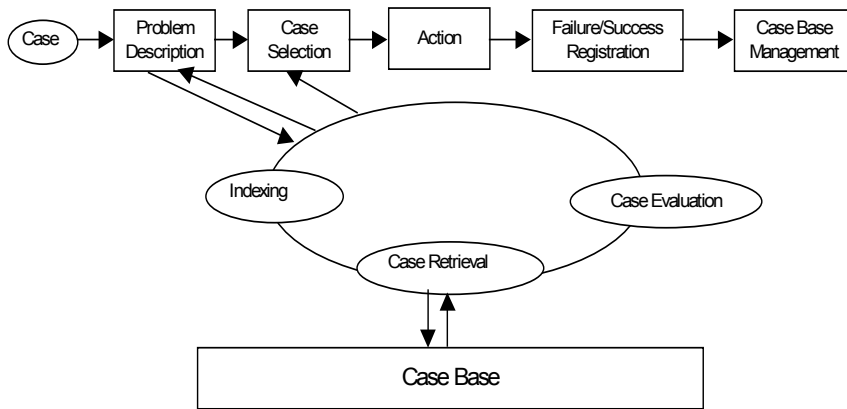 Case
Problem
Description
Case
Selection
Action
Failure/Success
Registration
Case Base
Management
Indexing
Case Evaluation
Case Retrieval
Case Base